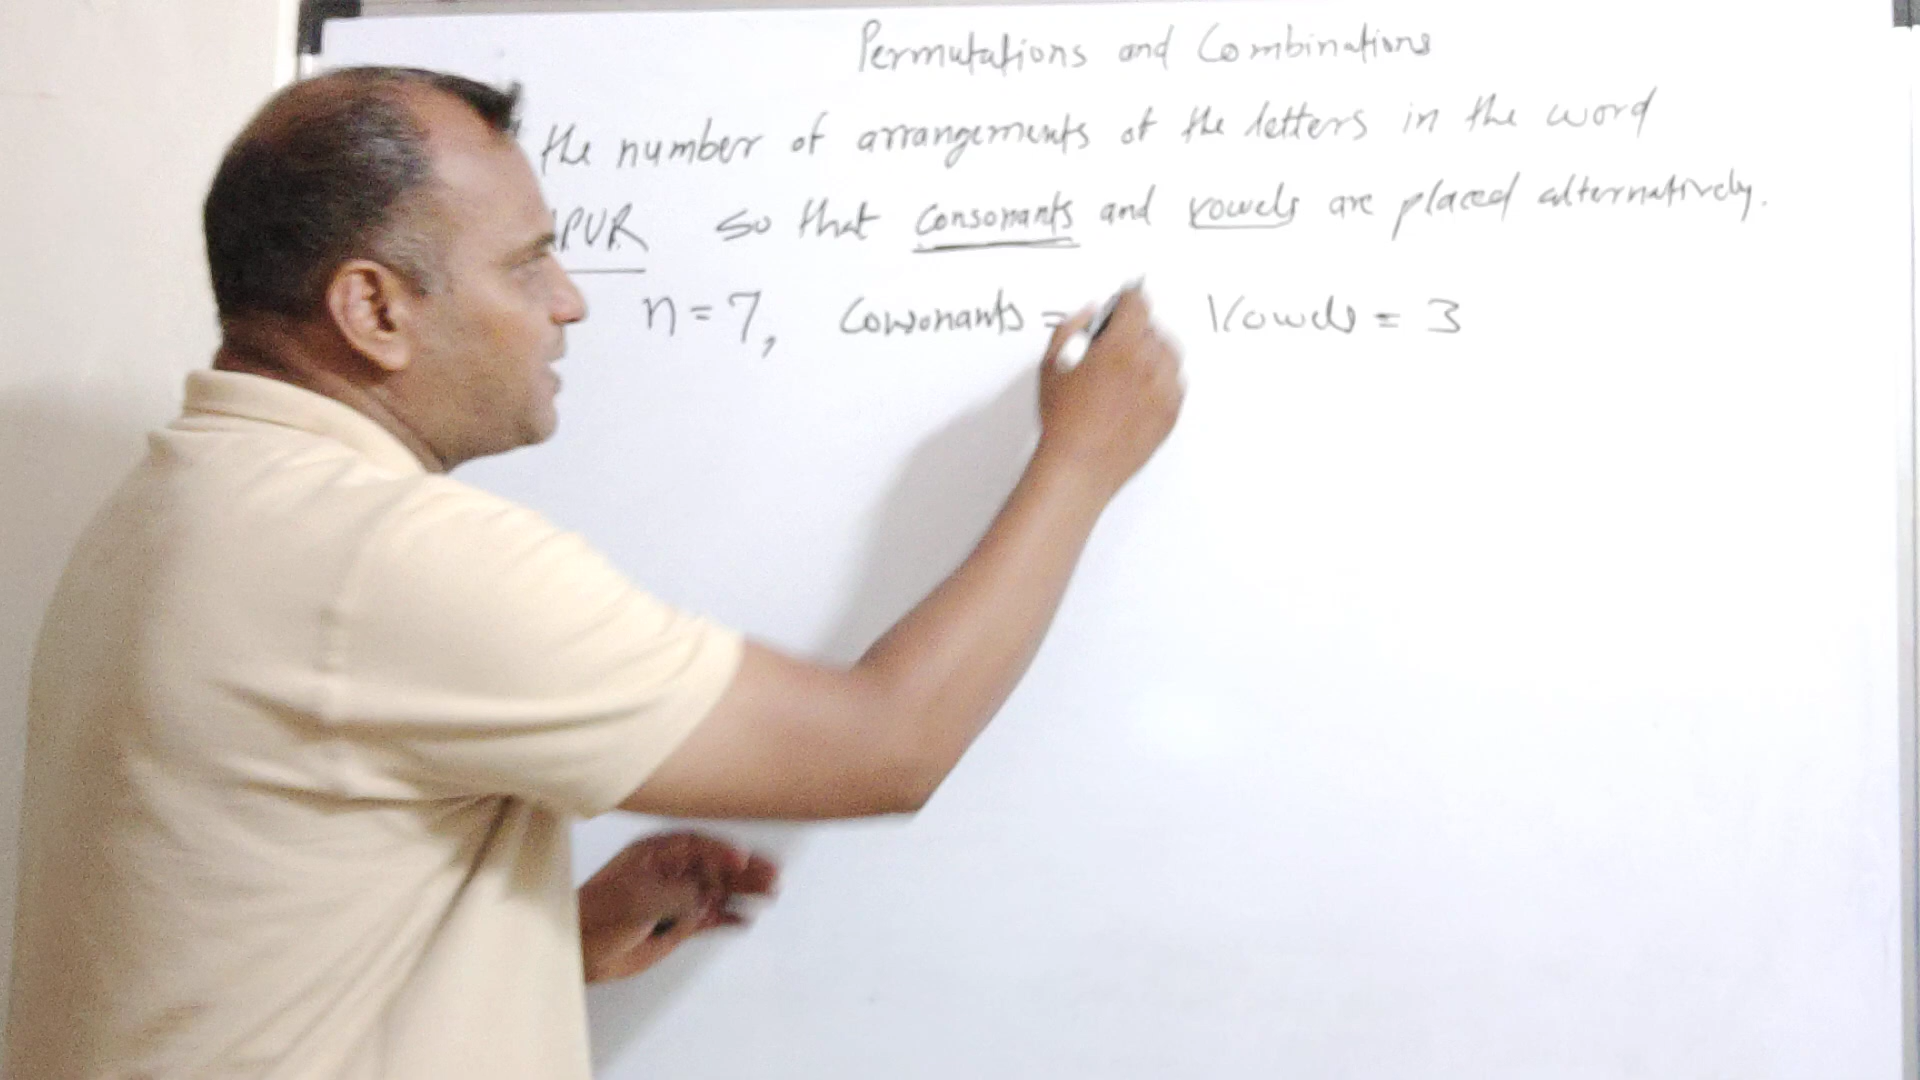 Permutations and Combinations
the number of arrangements of the letters in the word
APUR so that consonants and vowels are placed alternatively.
n = 7, Consonants = Vowels = 3